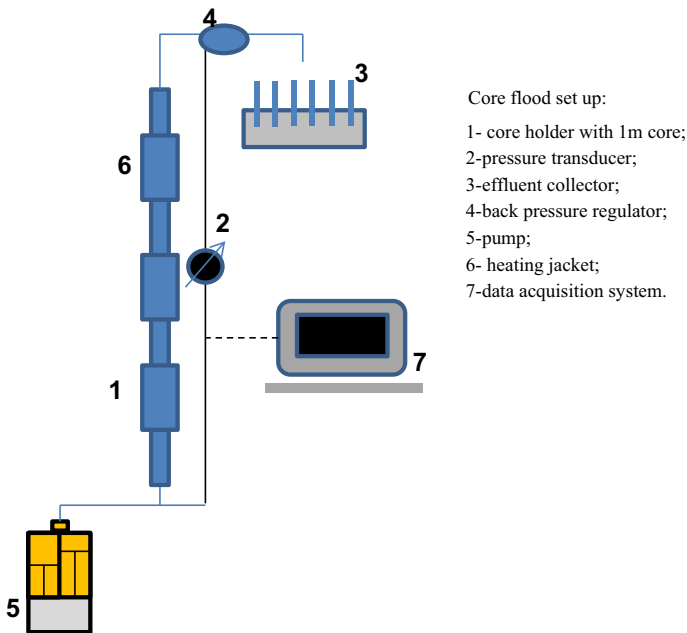 4
3
Core flood set up:
1- core holder with 1m core;
2-pressure transducer;
3-effluent collector;
4-back pressure regulator;
5-pump;
6- heating jacket;
7-data acquisition system.
6
2
7
1
5